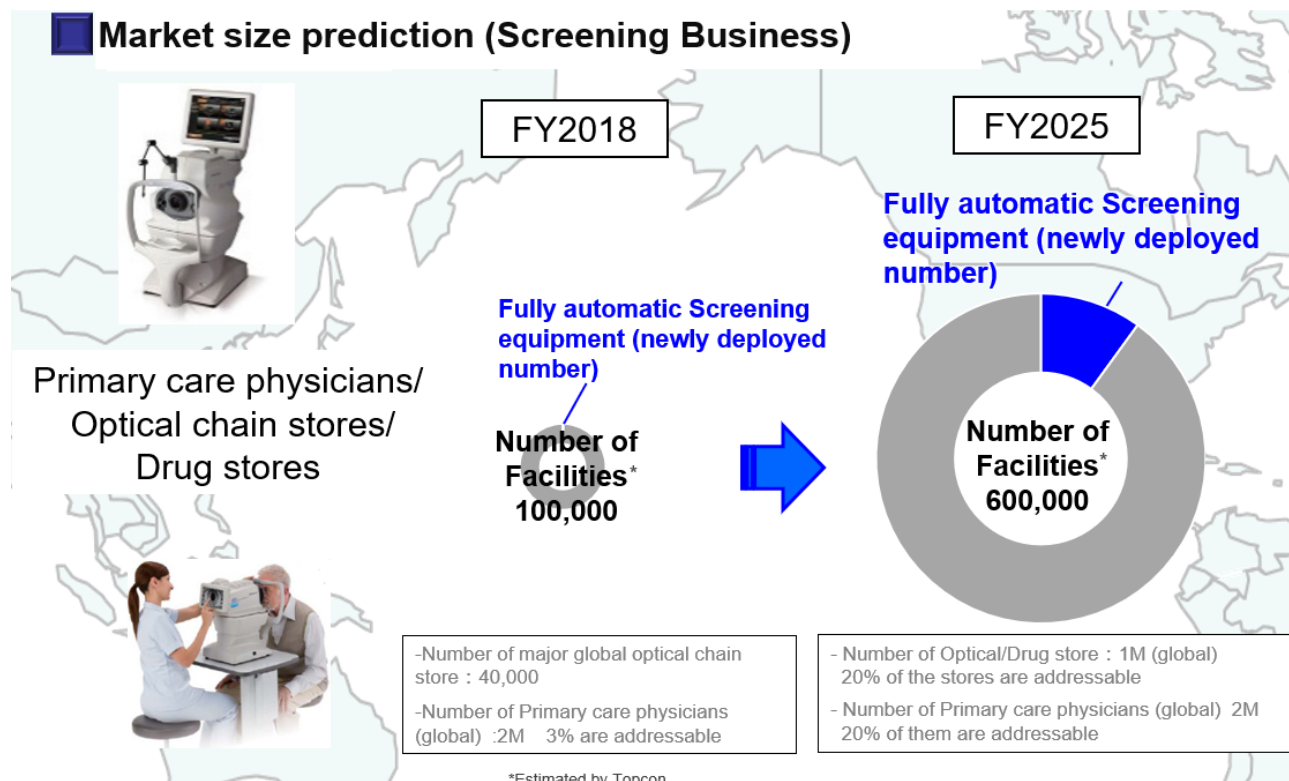 Market size prediction (Screening Business)
FY2018
FY2025
Fully automatic Screening
equipment (newly deployed
number)
Fully automatic Screening
equipment (newly deployed
number)
Primary care physicians/
Optical chain stores/
Drug stores
Number of
Facilities*
100,000
Number of
Facilities*
600,000
-Number of major global optical chain
store : 40,000
-Number of Primary care physicians
(global) :2M 3% are addressable
- Number of Optical/Drug store : 1M (global)
20% of the stores are addressable
- Number of Primary care physicians (global) 2M
20% of them are addressable
*Estimated by Topcon